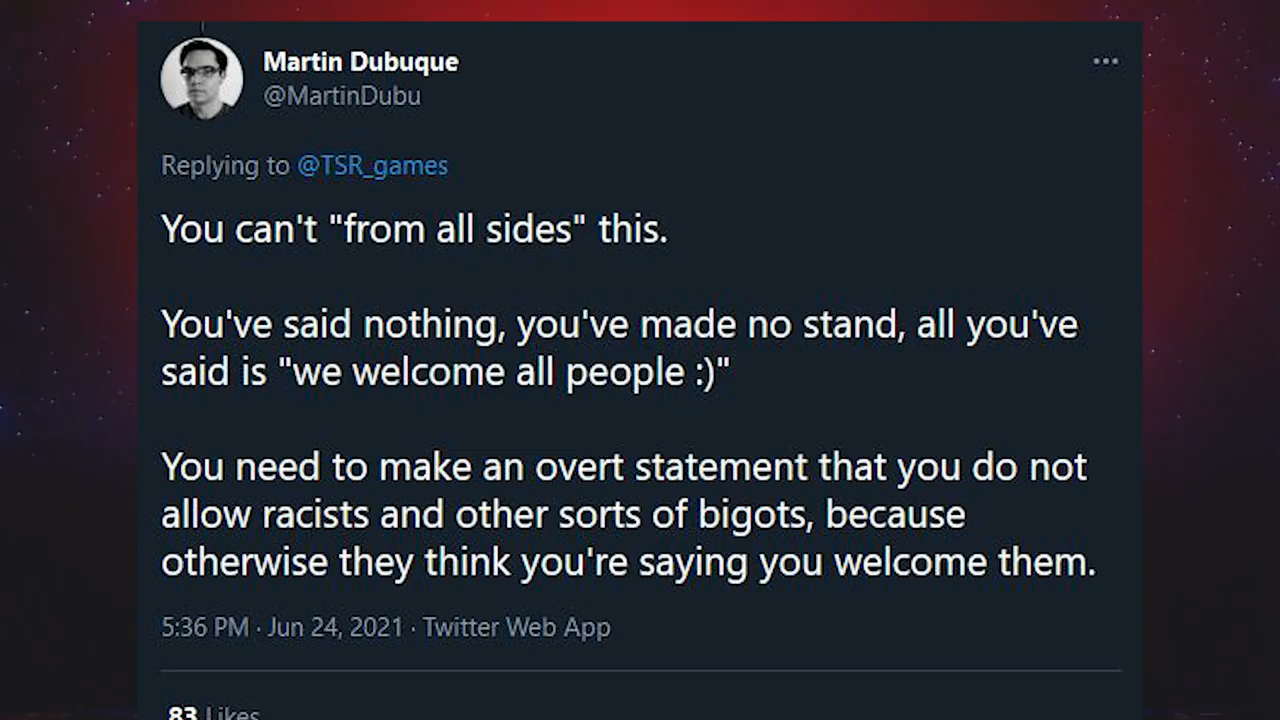 Martin Dubuque
@MartinDubu
Replying to @TSR_games
You can't "from all sides" this.
You've said nothing, you've made no stand, all you've
said is "we welcome all people :)"
You need to make an overt statement that you do not
allow racists and other sorts of bigots, because
otherwise they think you're saying you welcome them.
5:36 PM · Jun 24, 2021 · Twitter Web App
83 Likes